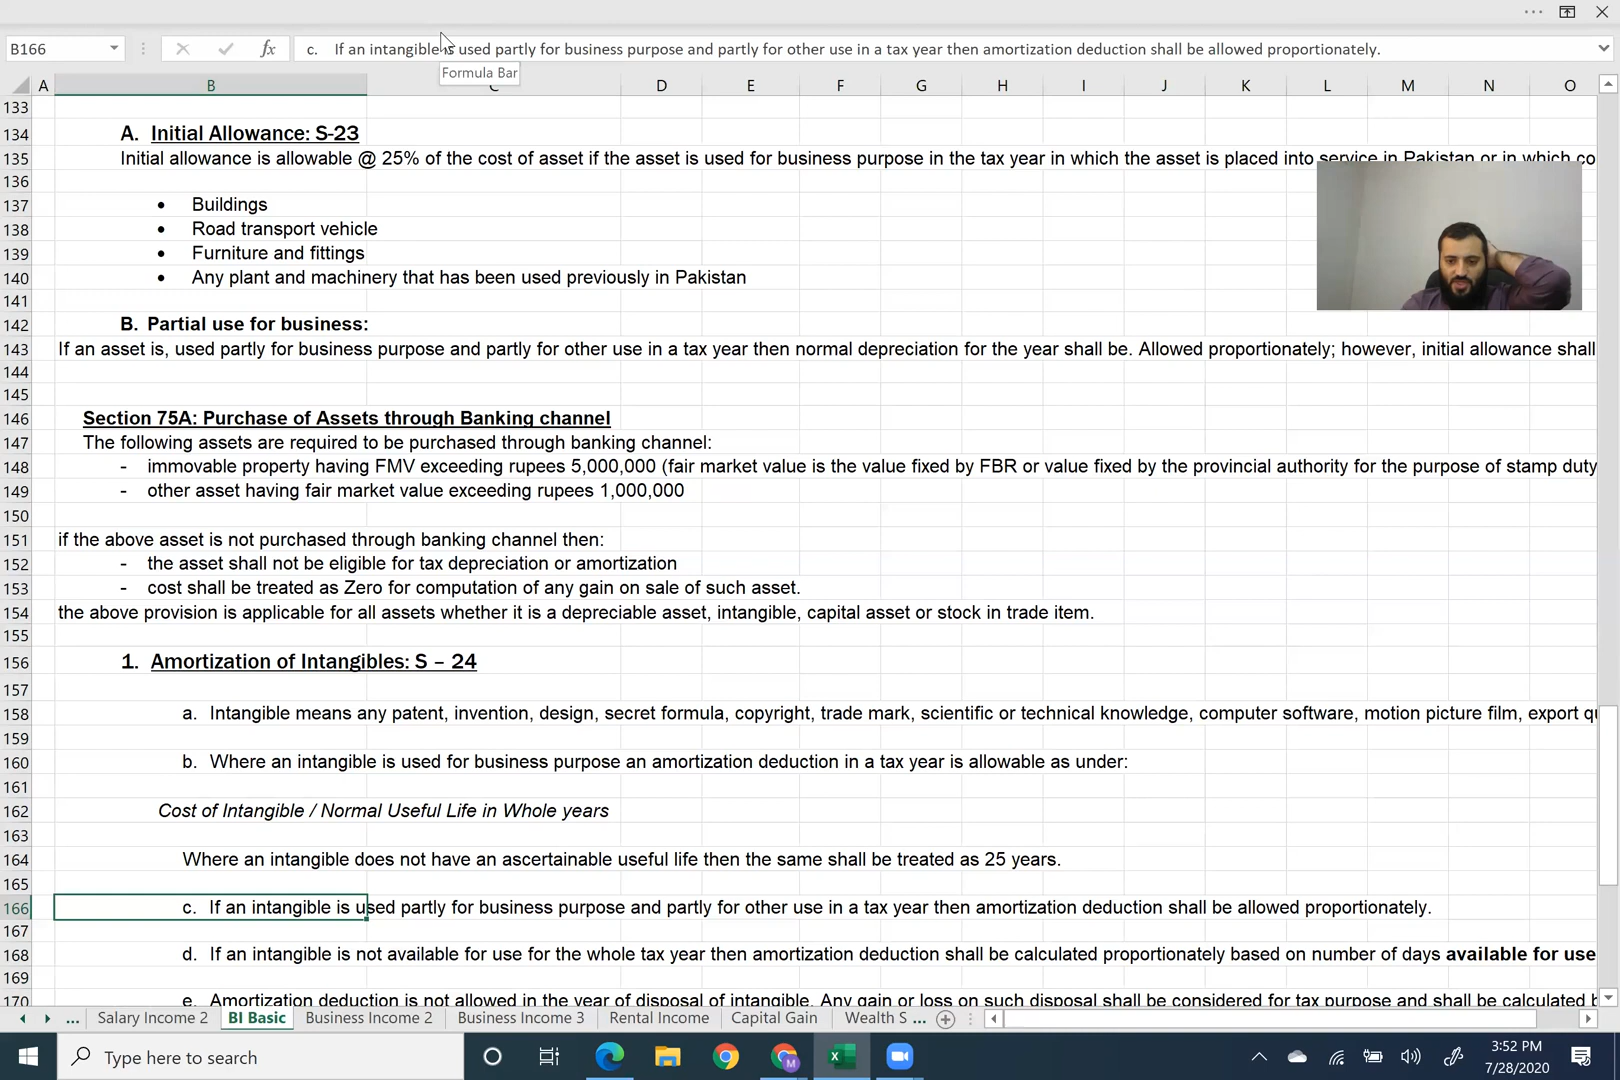 B166
c. If an intangible is used partly for business purpose and partly for other use in a tax year then amortization deduction shall be allowed proportionately.
Formula Bar
A B C D E F G H I J K L M N O
133
134 A. Initial Allowance: S-23
135 Initial allowance is allowable @ 25% of the cost of asset if the asset is used for business purpose in the tax year in which the asset is placed into service in Pakistan or in which co
136
137 • Buildings
138 • Road transport vehicle
139 • Furniture and fittings
140 • Any plant and machinery that has been used previously in Pakistan
141
142 B. Partial use for business:
143 If an asset is, used partly for business purpose and partly for other use in a tax year then normal depreciation for the year shall be. Allowed proportionately; however, initial allowance shall
144
145
146 Section 75A: Purchase of Assets through Banking channel
147 The following assets are required to be purchased through banking channel:
148 - immovable property having FMV exceeding rupees 5,000,000 (fair market value is the value fixed by FBR or value fixed by the provincial authority for the purpose of stamp duty
149 - other asset having fair market value exceeding rupees 1,000,000
150
151 if the above asset is not purchased through banking channel then:
152 - the asset shall not be eligible for tax depreciation or amortization
153 - cost shall be treated as Zero for computation of any gain on sale of such asset.
154 the above provision is applicable for all assets whether it is a depreciable asset, intangible, capital asset or stock in trade item.
155
156 1. Amortization of Intangibles: S – 24
157
158 a. Intangible means any patent, invention, design, secret formula, copyright, trade mark, scientific or technical knowledge, computer software, motion picture film, export
159
160 b. Where an intangible is used for business purpose an amortization deduction in a tax year is allowable as under:
161
162 Cost of Intangible / Normal Useful Life in Whole years
163
164 Where an intangible does not have an ascertainable useful life then the same shall be treated as 25 years.
165
166 c. If an intangible is used partly for business purpose and partly for other use in a tax year then amortization deduction shall be allowed proportionately.
167
168 d. If an intangible is not available for use for the whole tax year then amortization deduction shall be calculated proportionately based on number of days available for use
169
170 e. Amortization deduction is not allowed in the year of disposal of intangible. Any gain or loss on such disposal shall be considered for tax purpose and shall be calculated
... Salary Income 2 BI Basic Business Income 2 Business Income 3 Rental Income Capital Gain Wealth S ...
Type here to search
3:52 PM
7/28/2020